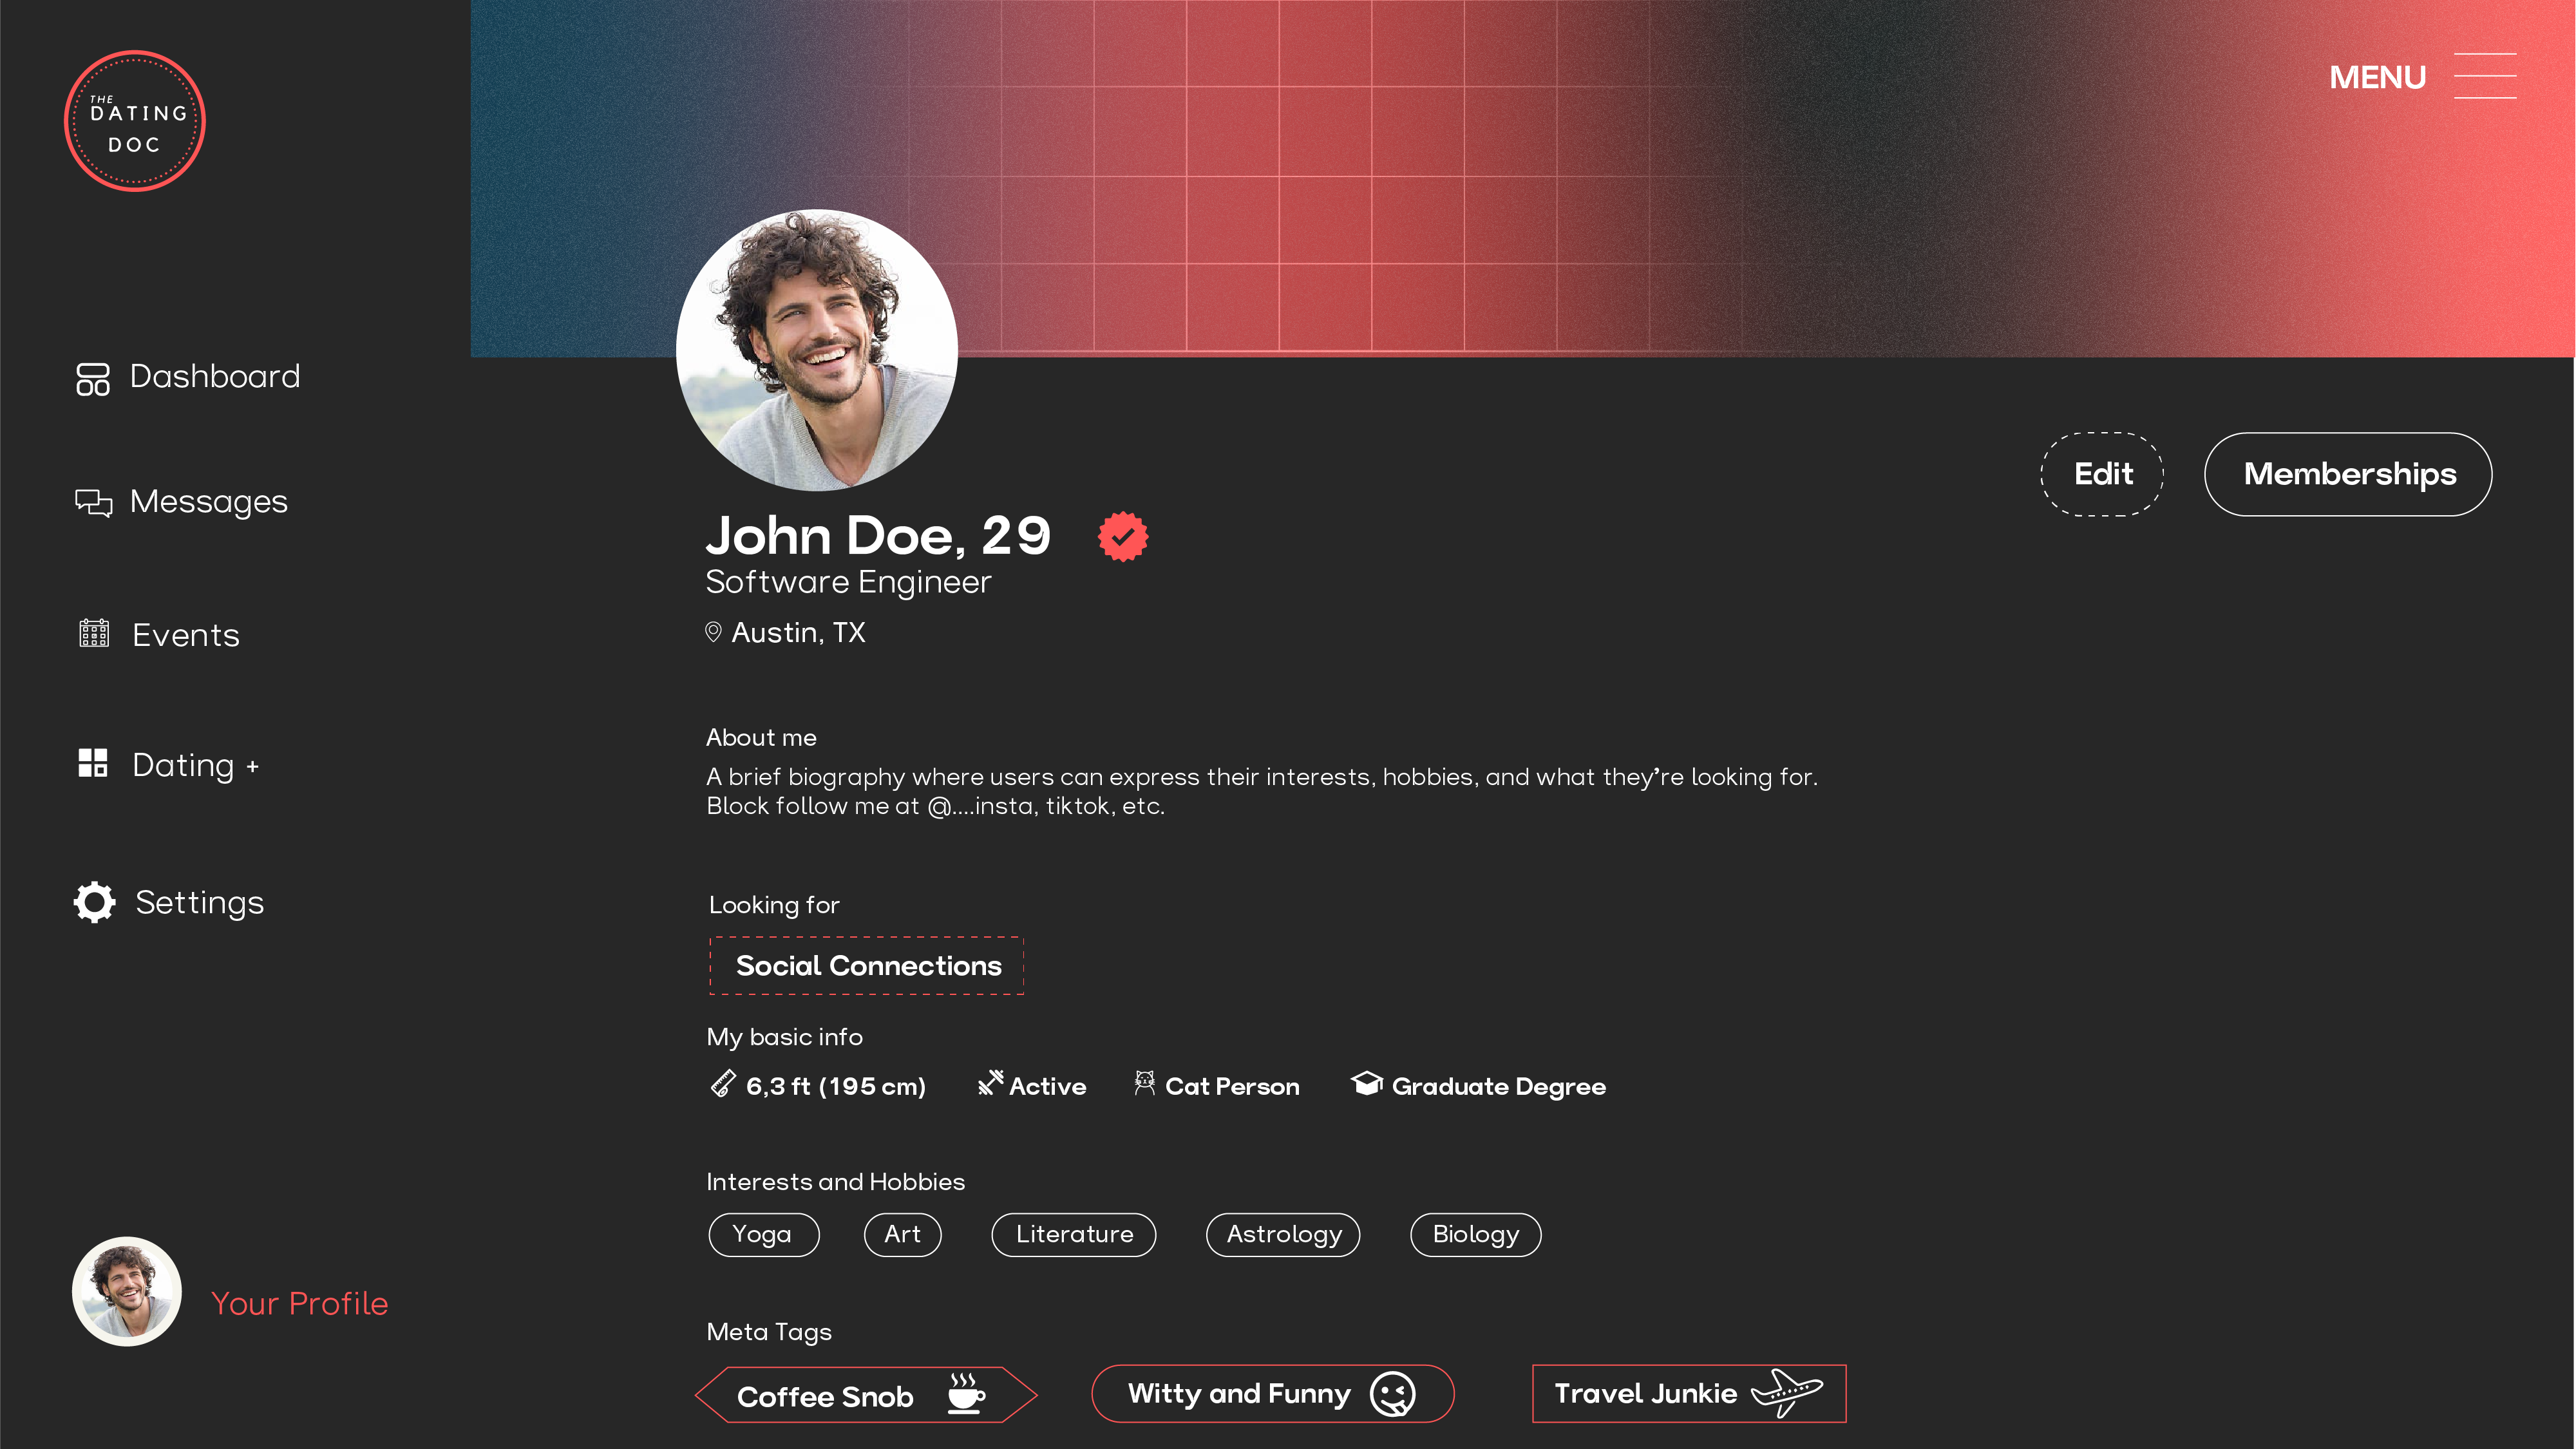 THE
DATING
DOC
MENU
Dashboard
Messages
Events
Dating +
Settings
Your Profile
Edit
Memberships
John Doe, 29
Software Engineer
Austin, TX
About me
A brief biography where users can express their interests, hobbies, and what they’re looking for.
Block follow me at @....insta, tiktok, etc.
Looking for
Social Connections
My basic info
6,3 ft (195 cm) Active Cat Person Graduate Degree
Interests and Hobbies
Yoga Art Literature Astrology Biology
Meta Tags
Coffee Snob Witty and Funny Travel Junkie